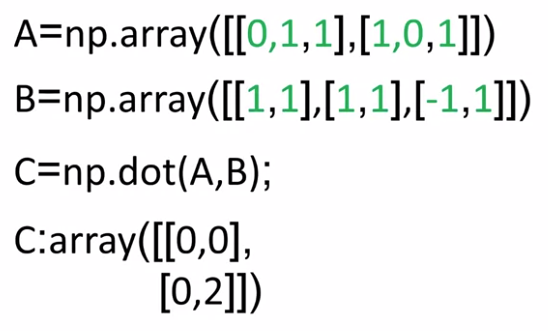 A=np.array([[0,1,1],[1,0,1]])
B=np.array([[1,1],[1,1],[-1,1]])
C=np.dot(A,B);
C:array([[0,0],
[0,2]])